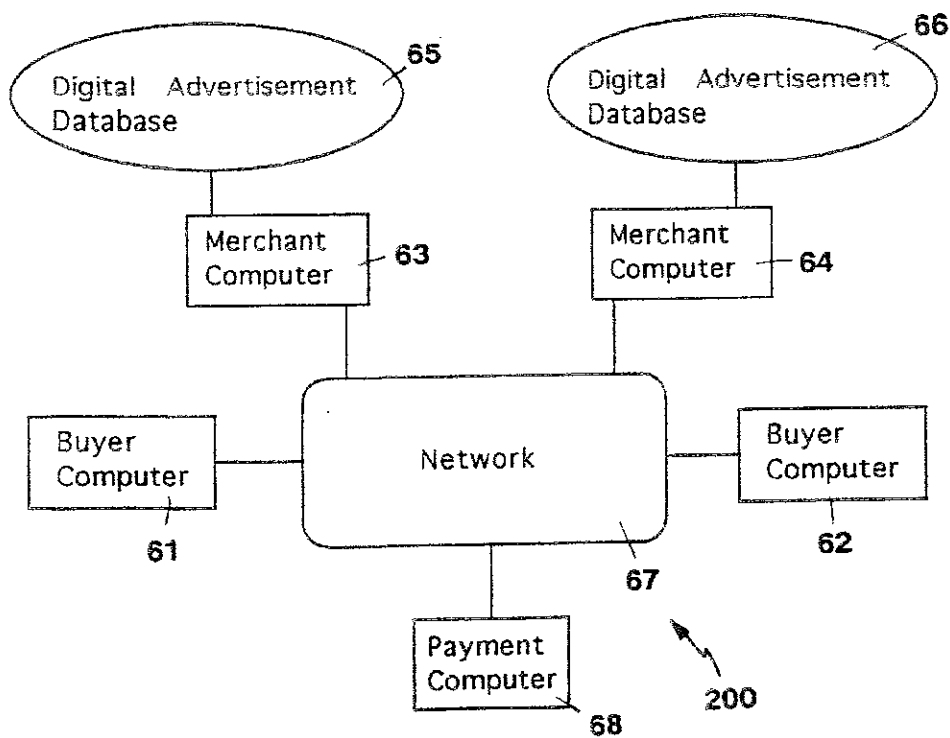 65
Digital Advertisement
Database
66
Digital Advertisement
Database
Merchant
Computer
63
Merchant
Computer
64
Buyer
Computer
61
Network
67
Buyer
Computer
62
Payment
Computer
68
200